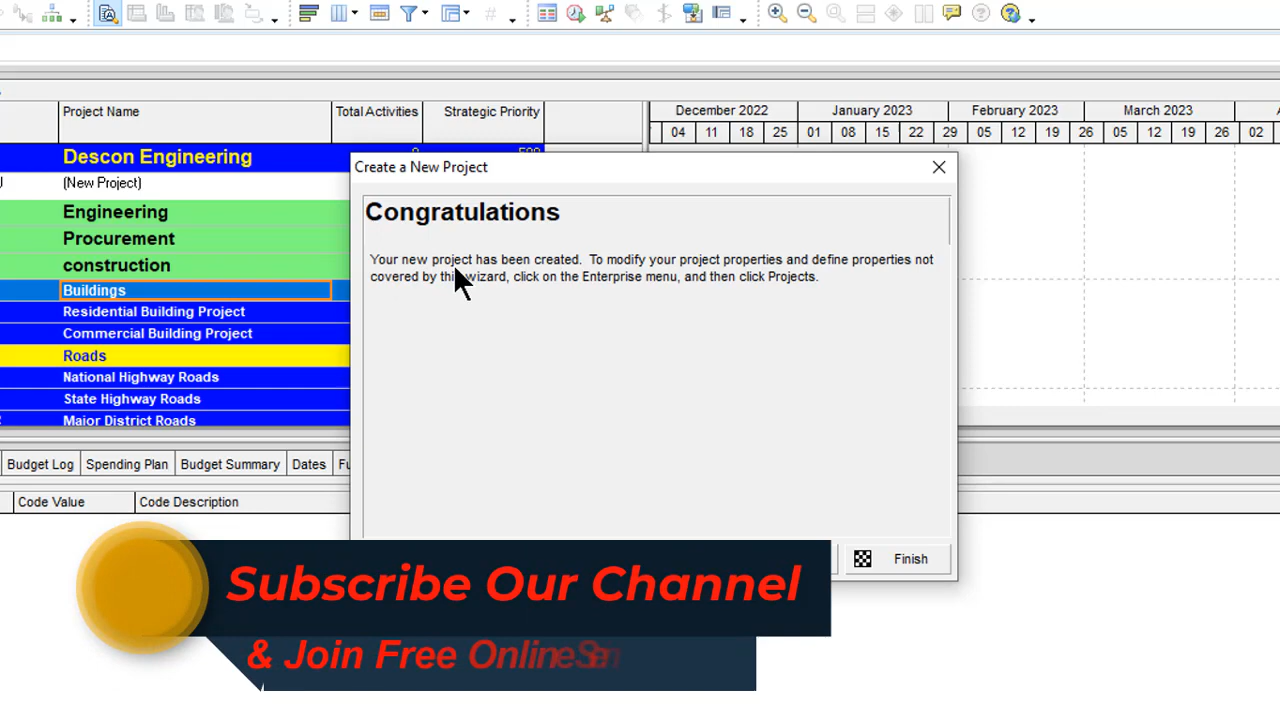 Project Name
Total Activities
Strategic Priority
December 2022
January 2023
February 2023
March 2023
04 11 18 25 01 08 15 22 29 05 12 19 26 05 12 19 26 02
Descon Engineering
(New Project)
Engineering
Procurement
construction
Buildings
Residential Building Project
Commercial Building Project
Roads
National Highway Roads
State Highway Roads
Major District Roads
Create a New Project
Congratulations
Your new project has been created. To modify your project properties and define properties not
covered by this wizard, click on the Enterprise menu, and then click Projects.
Finish
Budget Log
Spending Plan
Budget Summary
Dates
Code Value
Code Description
Subscribe Our Channel
& Join Free Online